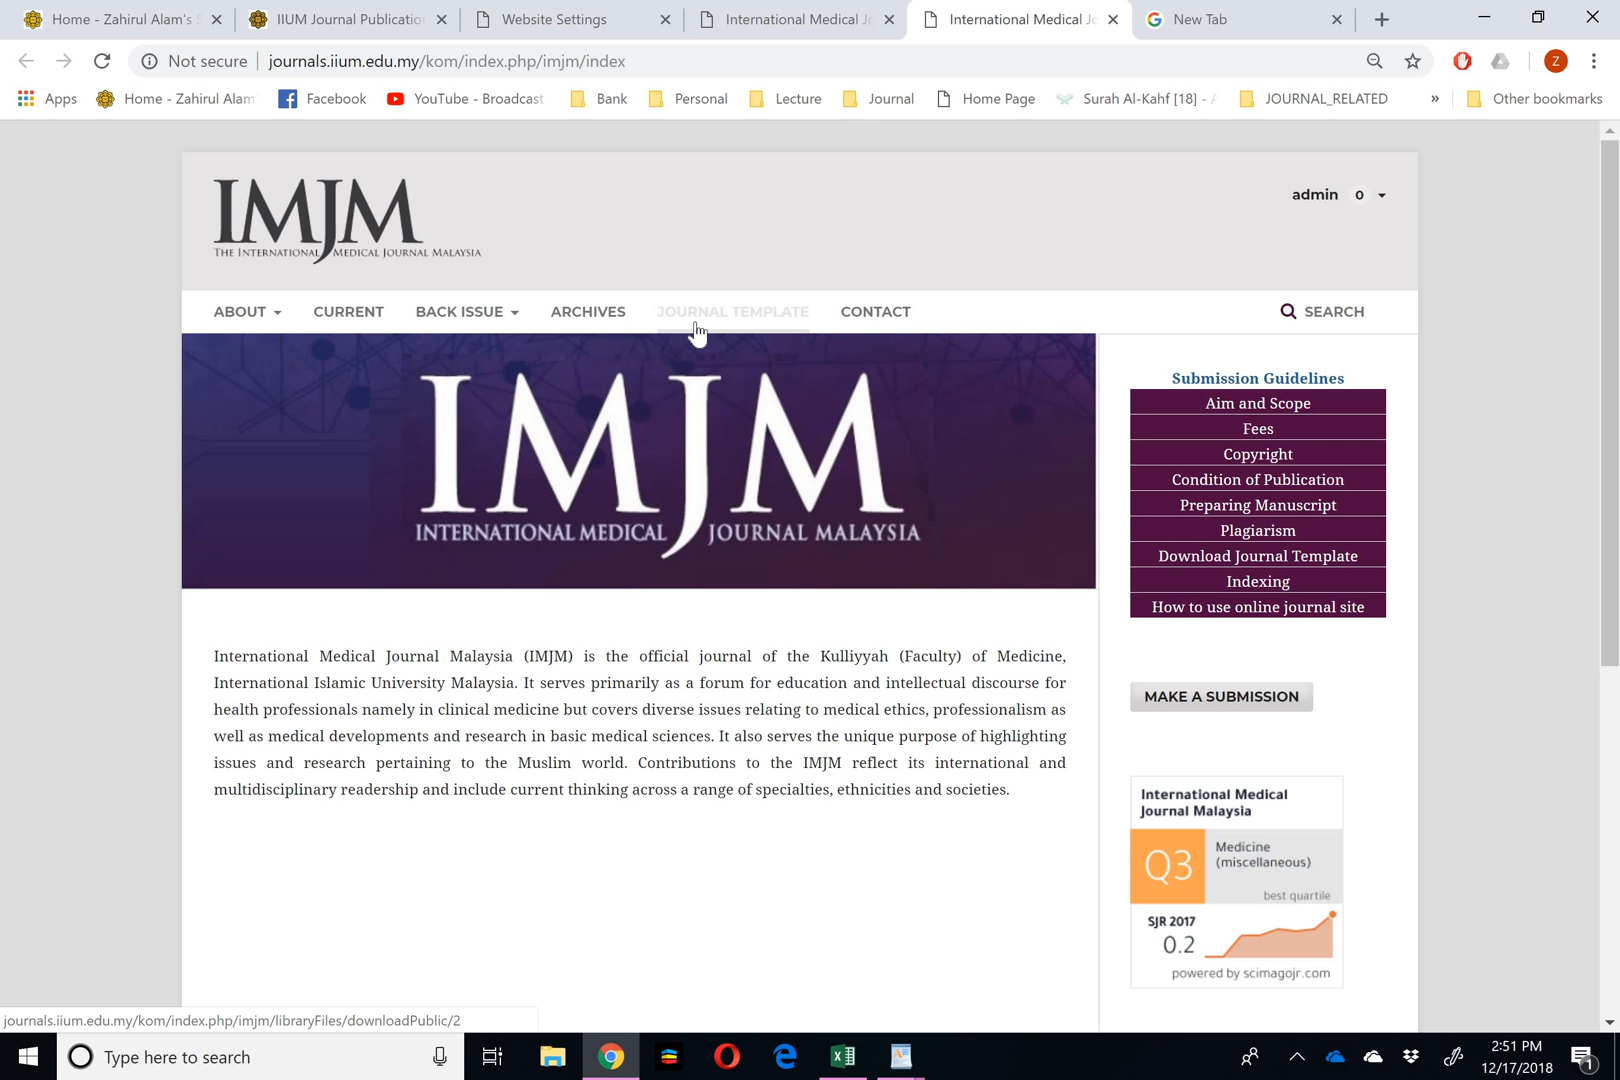 Home - Zahirul Alam's S
IIUM Journal Publication
Website Settings
International Medical Jo
International Medical Jo
New Tab
Not secure
journals.iium.edu.my/kom/index.php/imjm/index
Z
Apps
Home - Zahirul Alam'
Facebook
YouTube - Broadcast
Bank
Personal
Lecture
Journal
Home Page
Surah Al-Kahf [18] - A
JOURNAL_RELATED
»
Other bookmarks
IMJM
THE INTERNATIONAL MEDICAL JOURNAL MALAYSIA
admin 0
ABOUT
CURRENT
BACK ISSUE
ARCHIVES
JOURNAL TEMPLATE
CONTACT
SEARCH
IMJM
INTERNATIONAL MEDICAL JOURNAL MALAYSIA
Submission Guidelines
Aim and Scope
Fees
Copyright
Condition of Publication
Preparing Manuscript
Plagiarism
Download Journal Template
Indexing
How to use online journal site
International Medical Journal Malaysia (IMJM) is the official journal of the Kulliyyah (Faculty) of Medicine,
International Islamic University Malaysia. It serves primarily as a forum for education and intellectual discourse for
health professionals namely in clinical medicine but covers diverse issues relating to medical ethics, professionalism as
well as medical developments and research in basic medical sciences. It also serves the unique purpose of highlighting
issues and research pertaining to the Muslim world. Contributions to the IMJM reflect its international and
multidisciplinary readership and include current thinking across a range of specialties, ethnicities and societies.
MAKE A SUBMISSION
International Medical
Journal Malaysia
Q3
Medicine
(miscellaneous)
best quartile
SJR 2017
0.2
powered by scimagojr.com
journals.iium.edu.my/kom/index.php/imjm/libraryFiles/downloadPublic/2
Type here to search
2:51 PM
12/17/2018
1